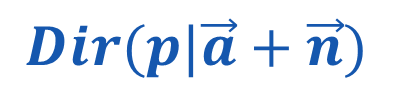 Dir(p|a⃗ + n⃗)